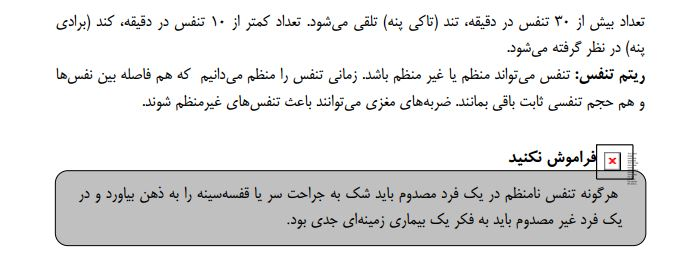 تعداد بیش از ۳۰ تنفس در دقیقه، تند (تاکی پنه) تلقی می‌شود. تعداد کمتر از ۱۰ تنفس در دقیقه، کند (برادی
پنه) در نظر گرفته می‌شود.
ریتم تنفس: تنفس می‌تواند منظم یا غیر منظم باشد. زمانی تنفس را منظم می‌دانیم که هم فاصله بین نفس‌ها
و هم حجم تنفسی ثابت باقی بمانند. ضربه‌های مغزی می‌توانند باعث تنفس‌های غیرمنظم شوند.
فراموش نکنید
هرگونه تنفس نامنظم در یک فرد مصدوم باید شک به جراحت سر یا قفسه‌سینه را به ذهن بیاورد و در
یک فرد غیر مصدوم باید به فکر یک بیماری زمینه‌ای جدی بود.